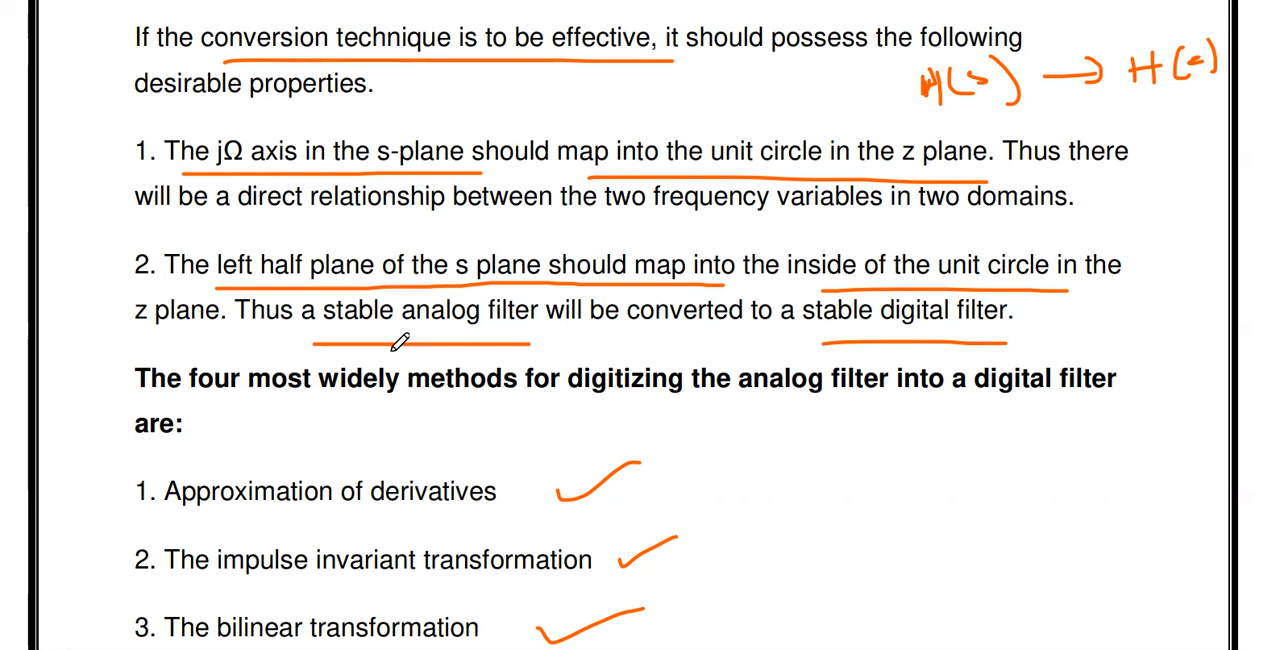 If the conversion technique is to be effective, it should possess the following
desirable properties.
H(s) → H(z)
1. The jΩ axis in the s-plane should map into the unit circle in the z plane. Thus there
will be a direct relationship between the two frequency variables in two domains.
2. The left half plane of the s plane should map into the inside of the unit circle in the
z plane. Thus a stable analog filter will be converted to a stable digital filter.
The four most widely methods for digitizing the analog filter into a digital filter
are:
1. Approximation of derivatives
2. The impulse invariant transformation
3. The bilinear transformation